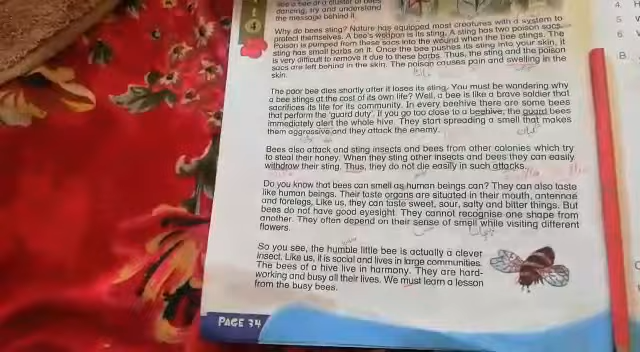 dancing, try and understand
the message behind it.
Why do bees sting? Nature has equipped most creatures with a system to
protect themselves. A bee's weapon is its sting. A sting has two poison sacs.
Poison is pumped from these sacs into the wound when the bee stings. The
sting has small barbs on it. Once the bee pushes its sting into your skin, it
is very difficult to remove it due to these barbs. Thus, the sting and the poison
sacs are left behind in the skin. The poison causes pain and swelling in the
skin.
The poor bee dies shortly after it loses its sting. You must be wondering why
a bee stings at the cost of its own life? Well, a bee is like a brave soldier that
sacrifices its life for its community. In every beehive there are some bees
that perform the 'guard duty'. If you go too close to a beehive, the guard bees
immediately alert the whole hive. They start spreading a smell that makes
them aggressive and they attack the enemy.
Bees also attack and sting insects and bees from other colonies which try
to steal their honey. When they sting other insects and bees they can easily
withdraw their sting. Thus, they do not die easily in such attacks.
Do you know that bees can smell as human beings can? They can also taste
like human beings. Their taste organs are situated in their mouth, antennae
and forelegs. Like us, they can taste sweet, sour, salty and bitter things. But
bees do not have good eyesight. They cannot recognise one shape from
another. They often depend on their sense of smell while visiting different
flowers.
So you see, the humble little bee is actually a clever
insect. Like us, it is social and lives in large communities.
The bees of a hive live in harmony. They are hard-
working and busy all their lives. We must learn a lesson
from the busy bees.
PAGE 34
4.
5.
6.
B.